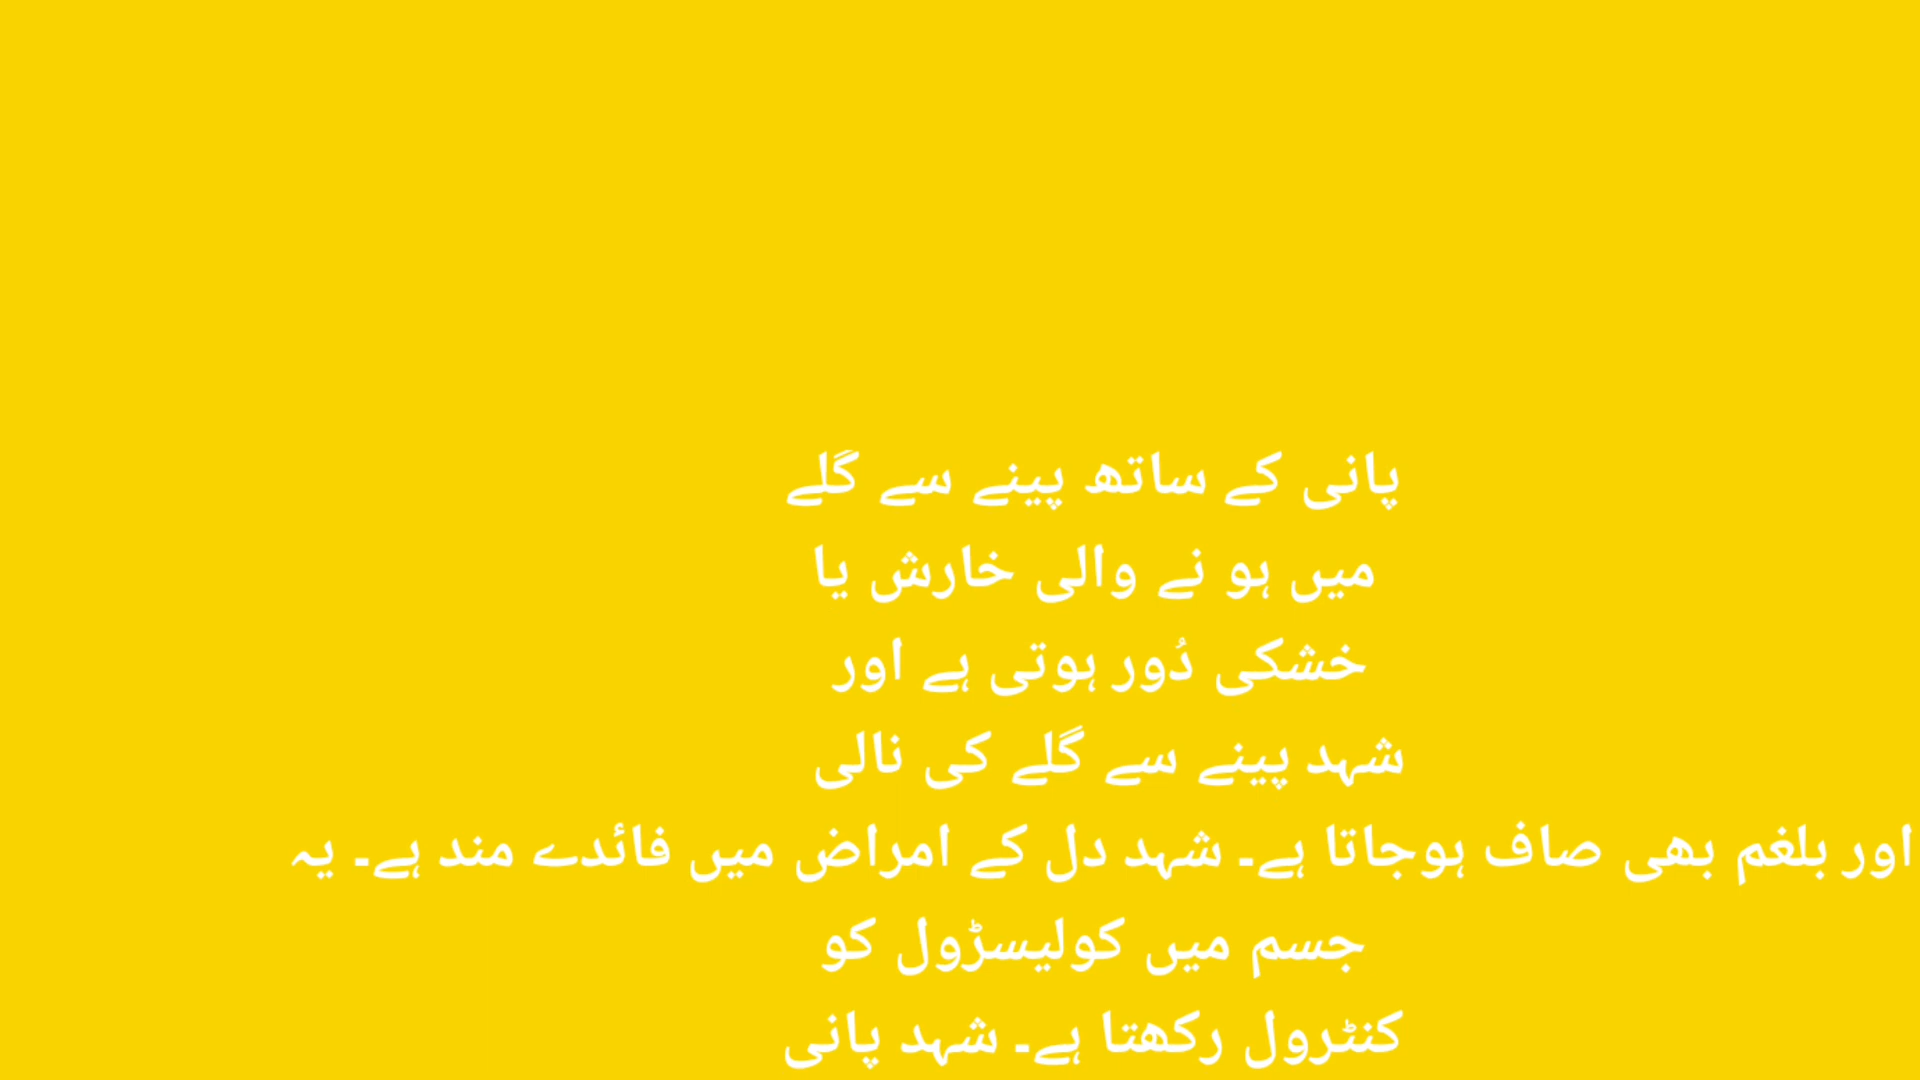 پانی کے ساتھ پینے سے گلے
میں ہو نے والی خارش یا
خشکی دُور ہوتی ہے اور
شہد پینے سے گلے کی نالی
اور بلغم بھی صاف ہوجاتا ہے۔ شہد دل کے امراض میں فائدے مند ہے۔ یہ
جسم میں کولیسڑول کو
کنٹرول رکھتا ہے۔ شہد پانی